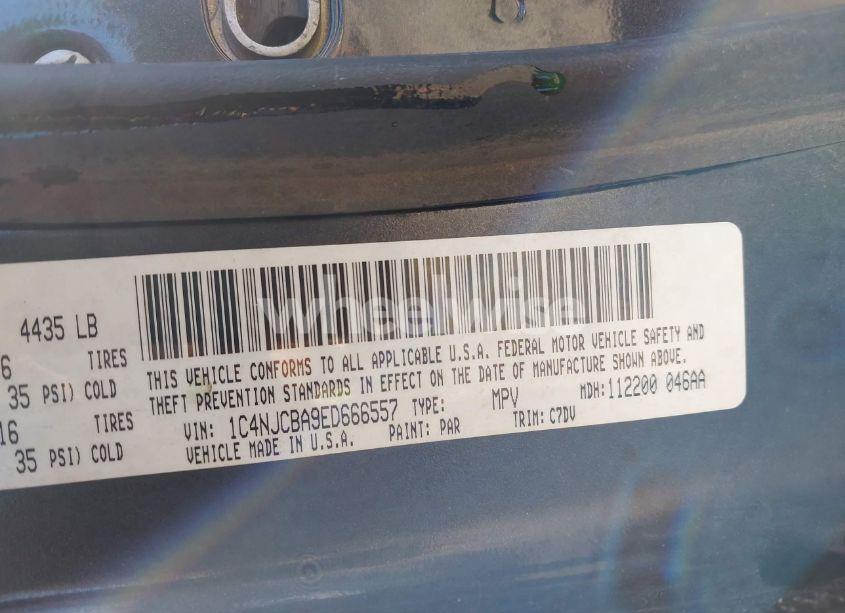 4435 LB
6 TIRES
35 PSI) COLD
16 TIRES
35 PSI) COLD
wheelwise
THIS VEHICLE CONFORMS TO ALL APPLICABLE U.S.A. FEDERAL MOTOR VEHICLE SAFETY AND
THEFT PREVENTION STANDARDS IN EFFECT ON THE DATE OF MANUFACTURE SHOWN ABOVE.
VIN: 1C4NJCBA9ED666557 TYPE: MPV MDH:112200 046AA
VEHICLE MADE IN U.S.A. PAINT: PAR TRIM: C7DV